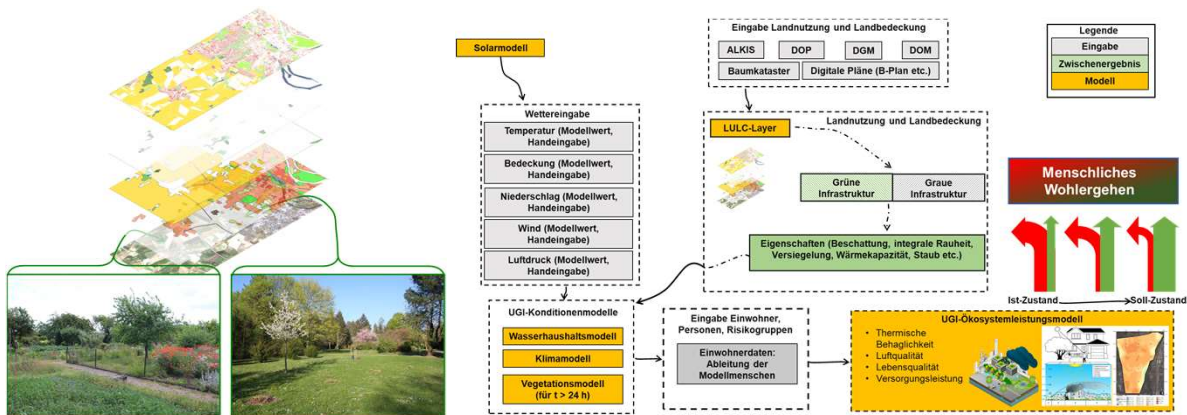 Solarmodell
Wettereingabe
Temperatur (Modellwert,
Handeingabe)
Bedeckung (Modellwert,
Handeingabe)
Niederschlag (Modellwert,
Handeingabe)
Wind (Modellwert,
Handeingabe)
Luftdruck (Modellwert,
Handeingabe)
Eingabe Landnutzung und Landbedeckung
ALKIS
DOP
DGM
DOM
Baumkataster
Digitale Pläne (B-Plan etc.)
Landnutzung und Landbedeckung
LULC-Layer
Grüne
Infrastruktur
Graue
Infrastruktur
Eigenschaften (Beschattung, integrale Rauheit,
Versiegelung, Wärmekapazität, Staub etc.)
UGI-Konditionenmodelle
Wasserhaushaltsmodell
Klimamodell
Vegetationsmodell
(für t > 24 h)
Eingabe Einwohner,
Personen, Risikogruppen
Einwohnerdaten:
Ableitung der
Modellmenschen
Legende
Eingabe
Zwischenergebnis
Modell
Menschliches
Wohlergehen
Ist-Zustand
Soll-Zustand
UGI-Ökosystemleistungsmodell
• Thermische
Behaglichkeit
• Luftqualität
• Lebensqualität
• Versorgungsleistung